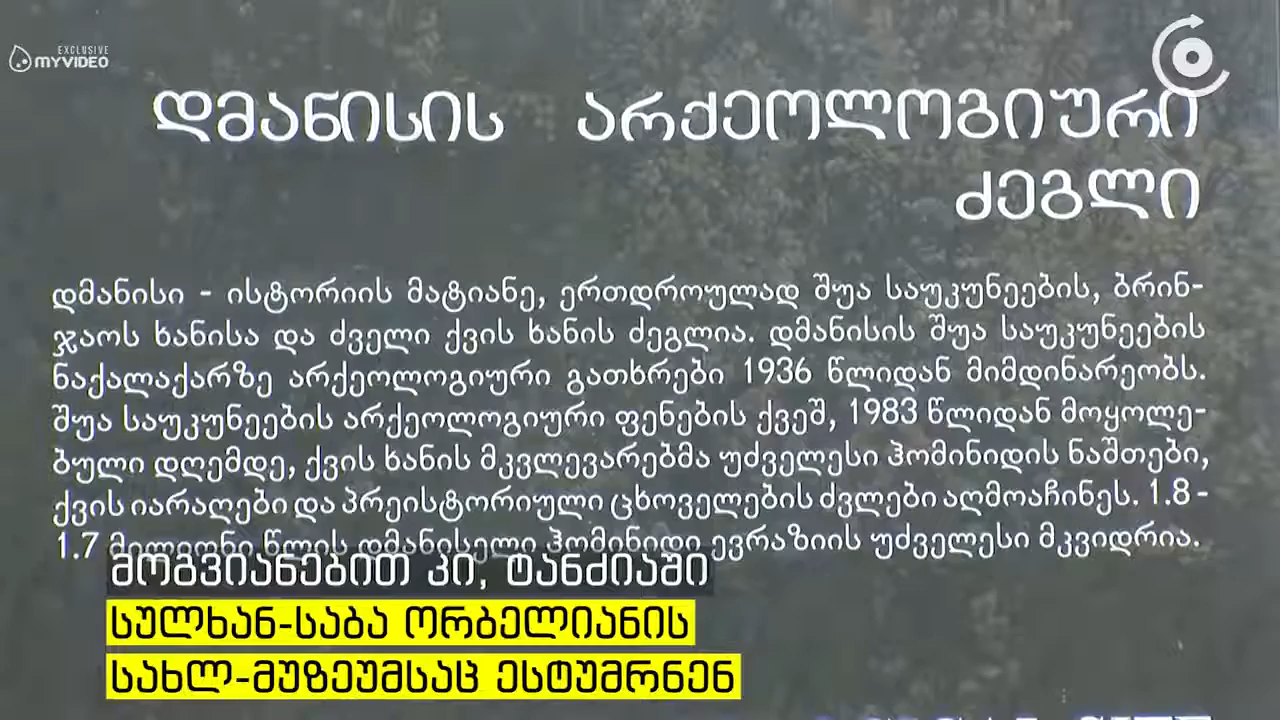 EXCLUSIVE
MYVIDEO
დმანისის არქეოლოგიური
ძეგლი
დმანისი - ისტორიის მატიანე, ერთდროულად შუა საუკუნეების, ბრინ-
ჯაოს ხანისა და ძველი ქვის ხანის ძეგლია. დმანისის შუა საუკუნეების
ნაქალაქარზე არქეოლოგიური გათხრები 1936 წლიდან მიმდინარეობს.
შუა საუკუნეების არქეოლოგიური ფენების ქვეშ, 1983 წლიდან მოყოლე-
ბული დღემდე, ქვის ხანის მკვლევარებმა უძველესი ჰომინიდის ნაშთები,
ქვის იარაღები და პრეისტორიული ცხოველების ძვლები აღმოაჩინეს. 1.8 -
1.7 მილეონი წლის დმანისელი ჰომინიდი ევრაზიის უძველესი მკვიდრია.
მოგვიანებით კი, ტანძიაში
სულხან-საბა ორბელიანის
სახლ-მუზეუმსაც ესტუმრნენ